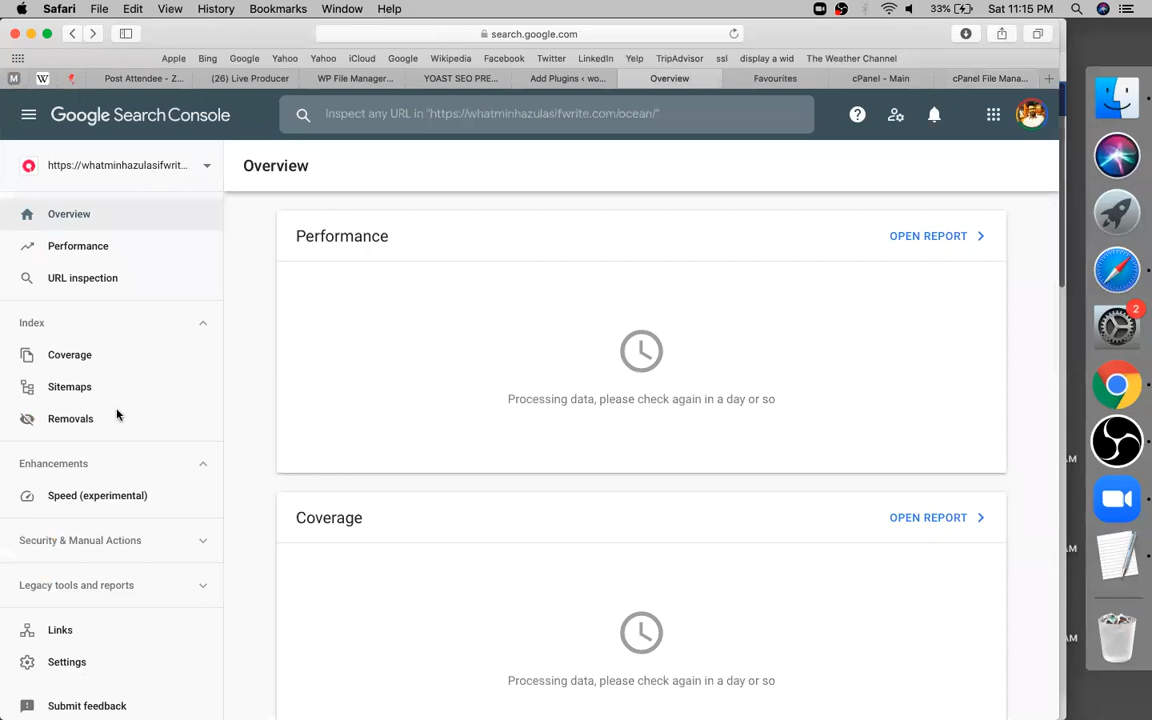 Safari File Edit View History Bookmarks Window Help 33% Sat 11:15 PM
search.google.com
Apple Bing Google Yahoo Yahoo iCloud Google Wikipedia Facebook Twitter LinkedIn Yelp TripAdvisor ssl display a wid The Weather Channel
M W Post Attendee - Z... (26) Live Producer WP File Manager... YOAST SEO PRE... Add Plugins ‹ wo... Overview Favourites cPanel - Main cPanel File Mana...
Google Search Console Inspect any URL in "https://whatminhazulasifwrite.com/ocean/"
https://whatminhazulasifwrit...
Overview
Overview
Performance
URL inspection
Index
Coverage
Sitemaps
Removals
Enhancements
Speed (experimental)
Security & Manual Actions
Legacy tools and reports
Links
Settings
Submit feedback
Performance OPEN REPORT
Processing data, please check again in a day or so
Coverage OPEN REPORT
Processing data, please check again in a day or so
2
AM
AM
AM